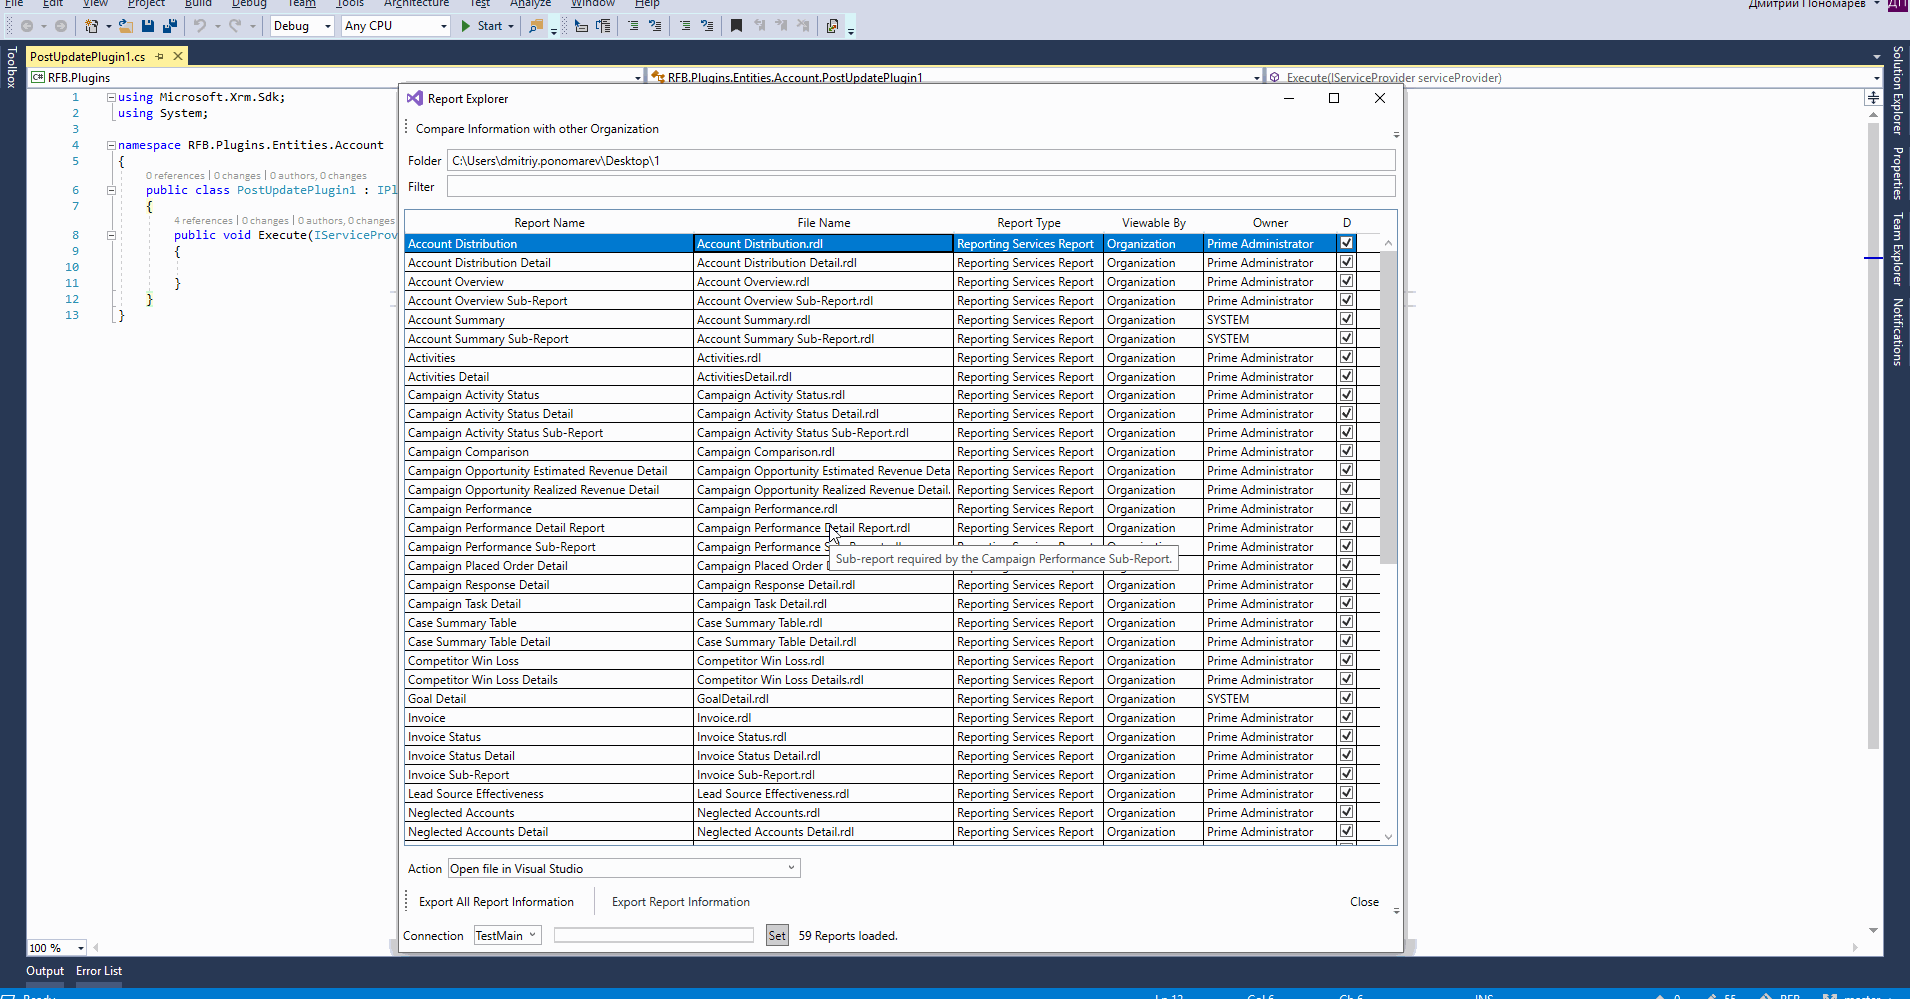 File Edit View Project Build Debug Team Tools Architecture Test Analyze Window Help Дмитрий Пономарев ДП
Debug Any CPU Start
Toolbox
PostUpdatePlugin1.cs
C# RFB.Plugins RFB.Plugins.Entities.Account.PostUpdatePlugin1 Execute(IServiceProvider serviceProvider)
1 using Microsoft.Xrm.Sdk;
2 using System;
3
4 namespace RFB.Plugins.Entities.Account
5 {
0 references | 0 changes | 0 authors, 0 changes
6 public class PostUpdatePlugin1 : IPl
7 {
4 references | 0 changes | 0 authors, 0 changes
8 public void Execute(IServiceProv
9 {
10
11 }
12 }
13 }
Report Explorer
Compare Information with other Organization
Folder C:\Users\dmitriy.ponomarev\Desktop\1
Filter
Report Name File Name Report Type Viewable By Owner D
Account Distribution Account Distribution.rdl Reporting Services Report Organization Prime Administrator
Account Distribution Detail Account Distribution Detail.rdl Reporting Services Report Organization Prime Administrator
Account Overview Account Overview.rdl Reporting Services Report Organization Prime Administrator
Account Overview Sub-Report Account Overview Sub-Report.rdl Reporting Services Report Organization Prime Administrator
Account Summary Account Summary.rdl Reporting Services Report Organization SYSTEM
Account Summary Sub-Report Account Summary Sub-Report.rdl Reporting Services Report Organization SYSTEM
Activities Activities.rdl Reporting Services Report Organization Prime Administrator
Activities Detail ActivitiesDetail.rdl Reporting Services Report Organization Prime Administrator
Campaign Activity Status Campaign Activity Status.rdl Reporting Services Report Organization Prime Administrator
Campaign Activity Status Detail Campaign Activity Status Detail.rdl Reporting Services Report Organization Prime Administrator
Campaign Activity Status Sub-Report Campaign Activity Status Sub-Report.rdl Reporting Services Report Organization Prime Administrator
Campaign Comparison Campaign Comparison.rdl Reporting Services Report Organization Prime Administrator
Campaign Opportunity Estimated Revenue Detail Campaign Opportunity Estimated Revenue Deta Reporting Services Report Organization Prime Administrator
Campaign Opportunity Realized Revenue Detail Campaign Opportunity Realized Revenue Detail. Reporting Services Report Organization Prime Administrator
Campaign Performance Campaign Performance.rdl Reporting Services Report Organization Prime Administrator
Campaign Performance Detail Report Campaign Performance Detail Report.rdl Reporting Services Report Organization Prime Administrator
Campaign Performance Sub-Report Campaign Performance Prime Administrator
Sub-report required by the Campaign Performance Sub-Report.
Campaign Placed Order Detail Campaign Placed Order Reporting Services Report Organization Prime Administrator
Campaign Response Detail Campaign Response Detail.rdl Reporting Services Report Organization Prime Administrator
Campaign Task Detail Campaign Task Detail.rdl Reporting Services Report Organization Prime Administrator
Case Summary Table Case Summary Table.rdl Reporting Services Report Organization Prime Administrator
Case Summary Table Detail Case Summary Table Detail.rdl Reporting Services Report Organization Prime Administrator
Competitor Win Loss Competitor Win Loss.rdl Reporting Services Report Organization Prime Administrator
Competitor Win Loss Details Competitor Win Loss Details.rdl Reporting Services Report Organization Prime Administrator
Goal Detail GoalDetail.rdl Reporting Services Report Organization SYSTEM
Invoice Invoice.rdl Reporting Services Report Organization Prime Administrator
Invoice Status Invoice Status.rdl Reporting Services Report Organization Prime Administrator
Invoice Status Detail Invoice Status Detail.rdl Reporting Services Report Organization Prime Administrator
Invoice Sub-Report Invoice Sub-Report.rdl Reporting Services Report Organization Prime Administrator
Lead Source Effectiveness Lead Source Effectiveness.rdl Reporting Services Report Organization Prime Administrator
Neglected Accounts Neglected Accounts.rdl Reporting Services Report Organization Prime Administrator
Neglected Accounts Detail Neglected Accounts Detail.rdl Reporting Services Report Organization Prime Administrator
Action Open file in Visual Studio
Export All Report Information Export Report Information Close
Connection TestMain Set 59 Reports loaded.
Solution Explorer
Properties
Team Explorer
Notifications
100 %
Output Error List
Ready Ln 13 Col 6 Ch 6 INS 0 55 RFB master